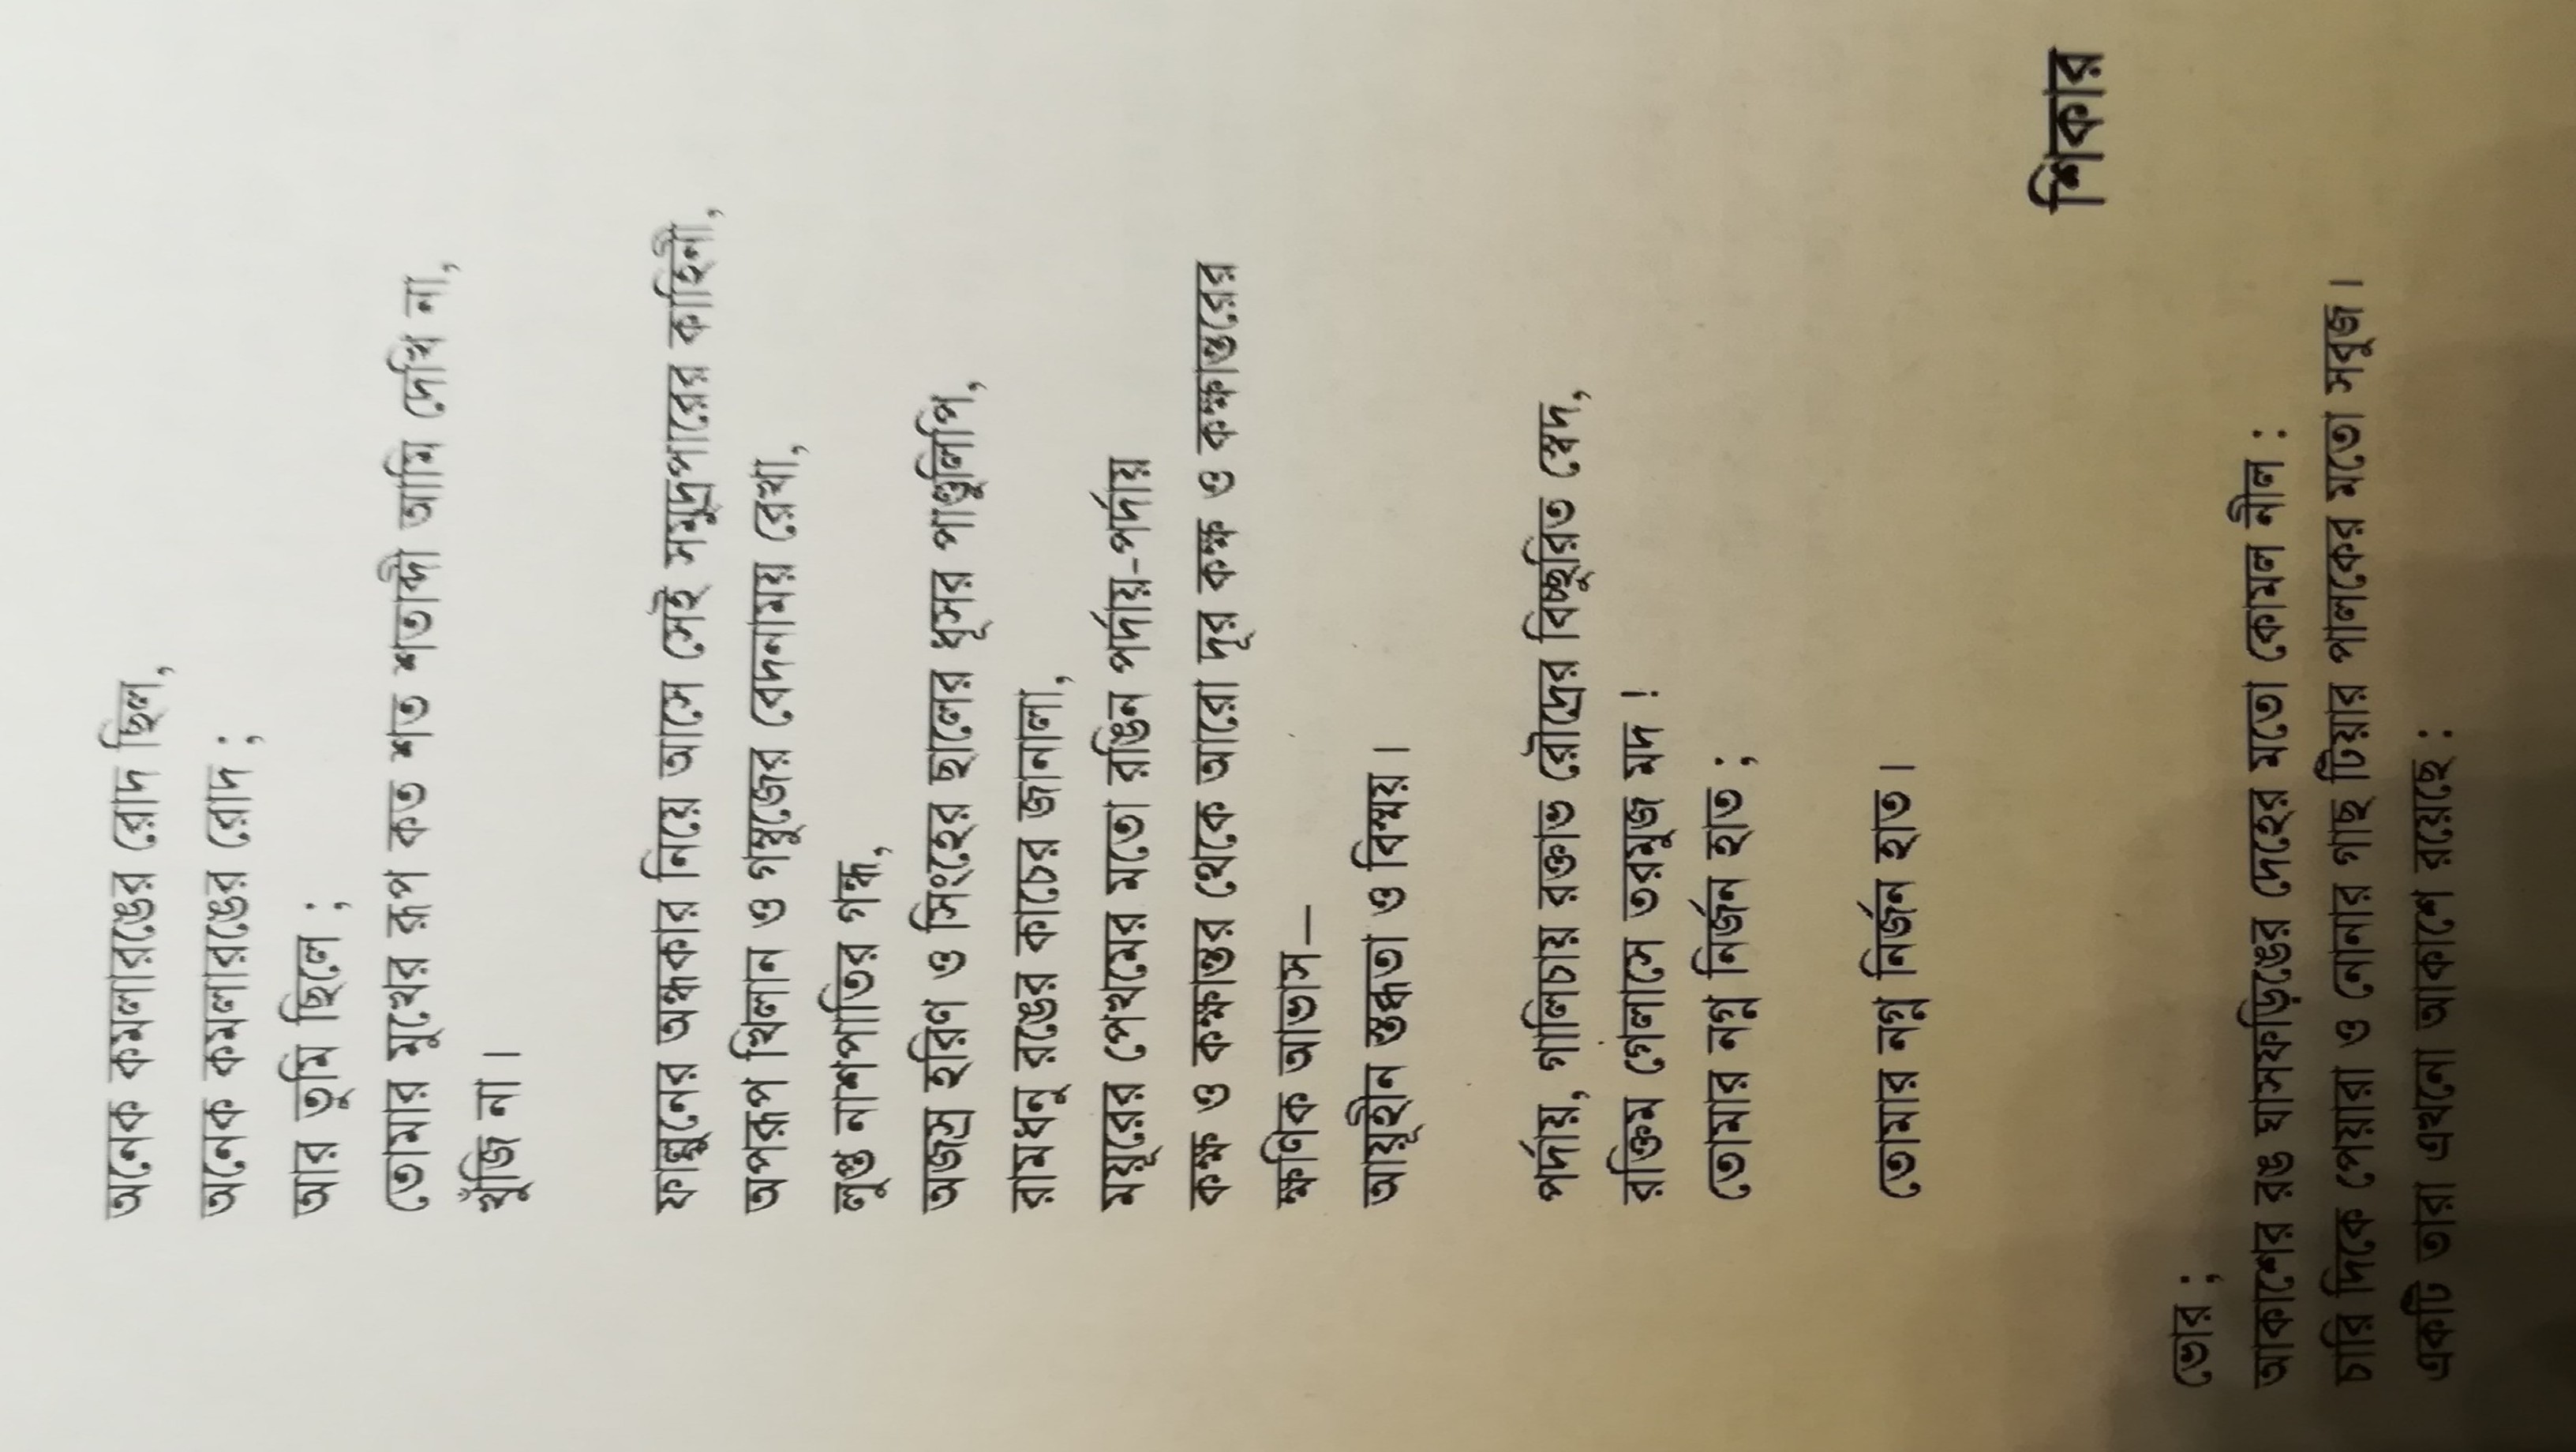 অনেক কমলারঙের রোদ ছিল,
অনেক কমলারঙের রোদ ;
আর তুমি ছিলে ;
তোমার মুখের রূপ কত শত শতাব্দী আমি দেখি না,
খুঁজি না।
ফাল্গুনের অন্ধকার নিয়ে আসে সেই সমুদ্রপারের কাহিনী,
অপরূপ খিলান ও গম্বুজের বেদনাময় রেখা,
লুপ্ত নাশপাতির গন্ধ,
অজস্র হরিণ ও সিংহের ছালের ধূসর পাণ্ডুলিপি,
রামধনু রঙের কাচের জানালা,
ময়ূরের পেখমের মতো রঙিন পর্দায়-পর্দায়
কক্ষ ও কক্ষান্তর থেকে আরো দূর কক্ষ ও কক্ষান্তরের
ক্ষণিক আভাস—
আয়ূহীন স্তব্ধতা ও বিস্ময়।
পর্দায়, গালিচায় রক্তাভ রৌদ্রের বিচ্ছুরিত স্বেদ,
রক্তিম গেলাসে তরমুজ মদ !
তোমার নগ্ন নির্জন হাত ;
তোমার নগ্ন নির্জন হাত।
শিকার
ভোর ;
আকাশের রঙ ঘাসফড়িঙের দেহের মতো কোমল নীল :
চারি দিকে পেয়ারা ও নোনার গাছ টিয়ার পালকের মতো সবুজ।
একটি তারা এখনো আকাশে রয়েছে :